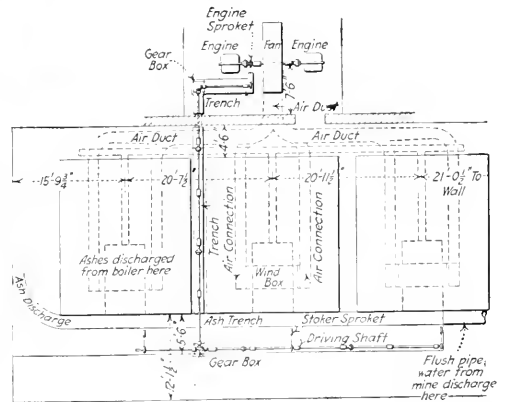 Engine
Sproket
Engine
Fan
Engine
Gear
Box
7'-6"
Trench
Air Duct
Air Duct
Air Duct
4'-6"
15'-9¾"
20'-7½"
20'-11½"
21'-0½" To
Wall
Trench
Air Connection
Air Connection
Ashes discharged
from boiler here
Wind
Box
Ash Discharge
Ash Trench
Stoker Sproket
5'-6"
Driving Shaft
12'-1½"
Gear Box
Flush pipe,
water from
mine discharge
here